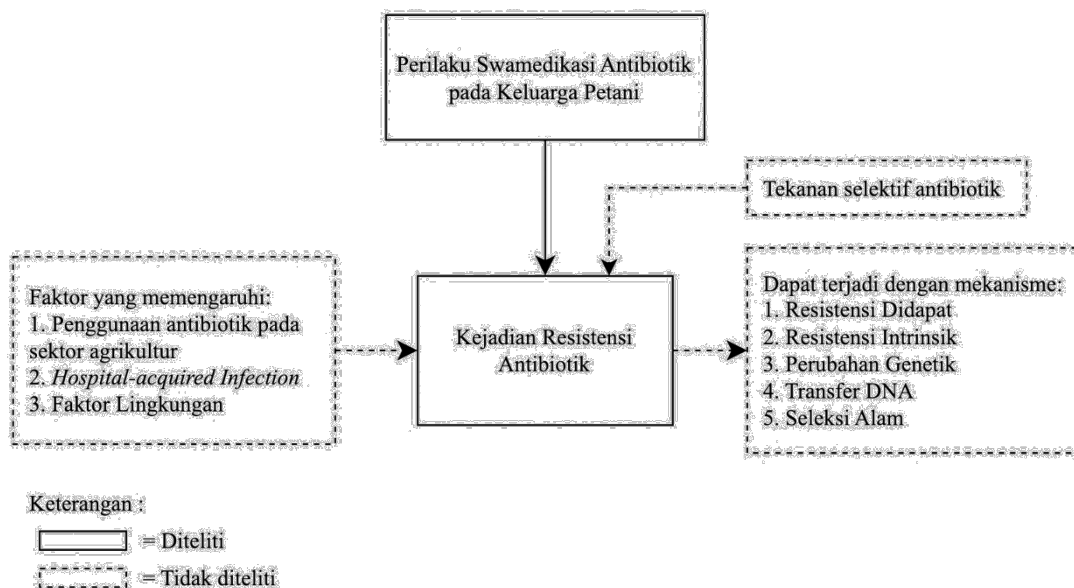 Perilaku Swamedikasi Antibiotik
pada Keluarga Petani
Tekanan selektif antibiotik
Faktor yang memengaruhi:
1. Penggunaan antibiotik pada
sektor agrikultur
2. Hospital-acquired Infection
3. Faktor Lingkungan
Kejadian Resistensi
Antibiotik
Dapat terjadi dengan mekanisme:
1. Resistensi Didapat
2. Resistensi Intrinsik
3. Perubahan Genetik
4. Transfer DNA
5. Seleksi Alam
Keterangan :
= Diteliti
= Tidak diteliti